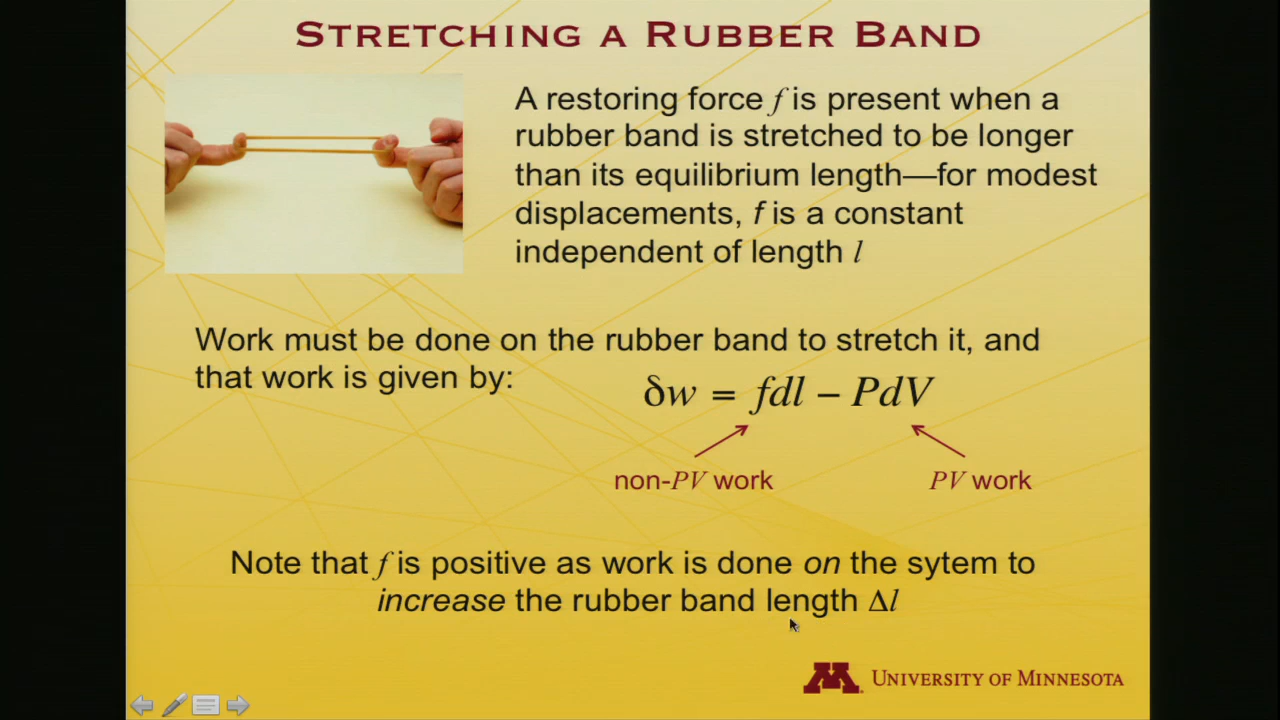 STRETCHING A RUBBER BAND
A restoring force f is present when a
rubber band is stretched to be longer
than its equilibrium length—for modest
displacements, f is a constant
independent of length l
Work must be done on the rubber band to stretch it, and
that work is given by:
δw = fdl − PdV
non-PV work
PV work
Note that f is positive as work is done on the sytem to
increase the rubber band length Δl
M UNIVERSITY OF MINNESOTA